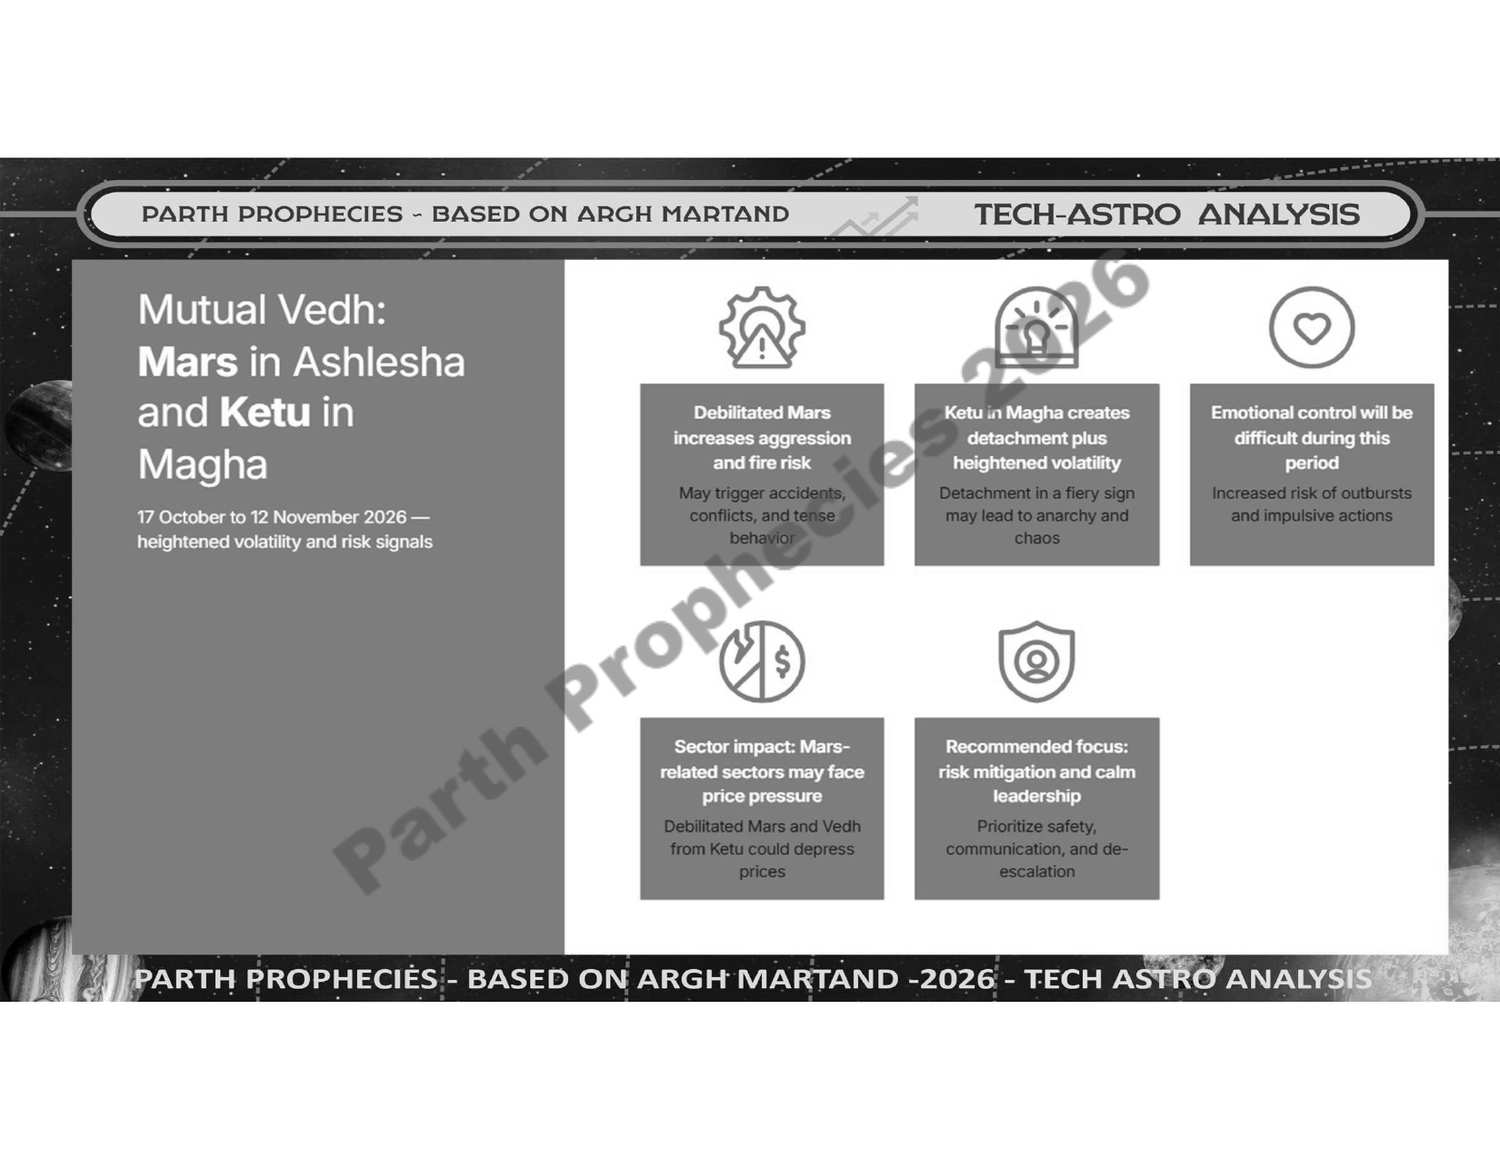 PARTH PROPHECIES ~ BASED ON ARGH MARTAND
TECH-ASTRO ANALYSIS
Mutual Vedh:
Mars in Ashlesha
and Ketu in
Magha
17 October to 12 November 2026 —
heightened volatility and risk signals
Debilitated Mars
increases aggression
and fire risk
May trigger accidents,
conflicts, and tense
behavior
Ketu in Magha creates
detachment plus
heightened volatility
Detachment in a fiery sign
may lead to anarchy and
chaos
Emotional control will be
difficult during this
period
Increased risk of outbursts
and impulsive actions
$
Sector impact: Mars-
related sectors may face
price pressure
Debilitated Mars and Vedh
from Ketu could depress
prices
Recommended focus:
risk mitigation and calm
leadership
Prioritize safety,
communication, and de-
escalation
Parth Prophecies 2026
PARTH PROPHECIES - BASED ON ARGH MARTAND -2026 - TECH ASTRO ANALYSIS